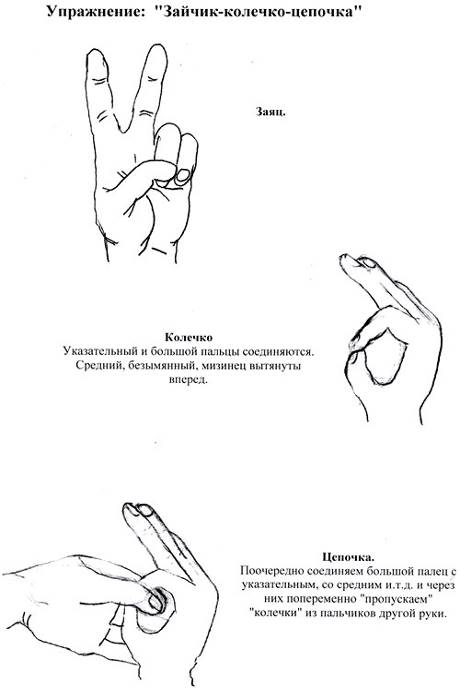 Упражнение: "Зайчик-колечко-цепочка"
Заяц.
Колечко
Указательный и большой пальцы соединяются.
Средний, безымянный, мизинец вытянуты
вперед.
Цепочка.
Поочередно соединяем большой палец с
указательным, со средним и.т.д. и через
них попеременно "пропускаем"
"колечки" из пальчиков другой руки.